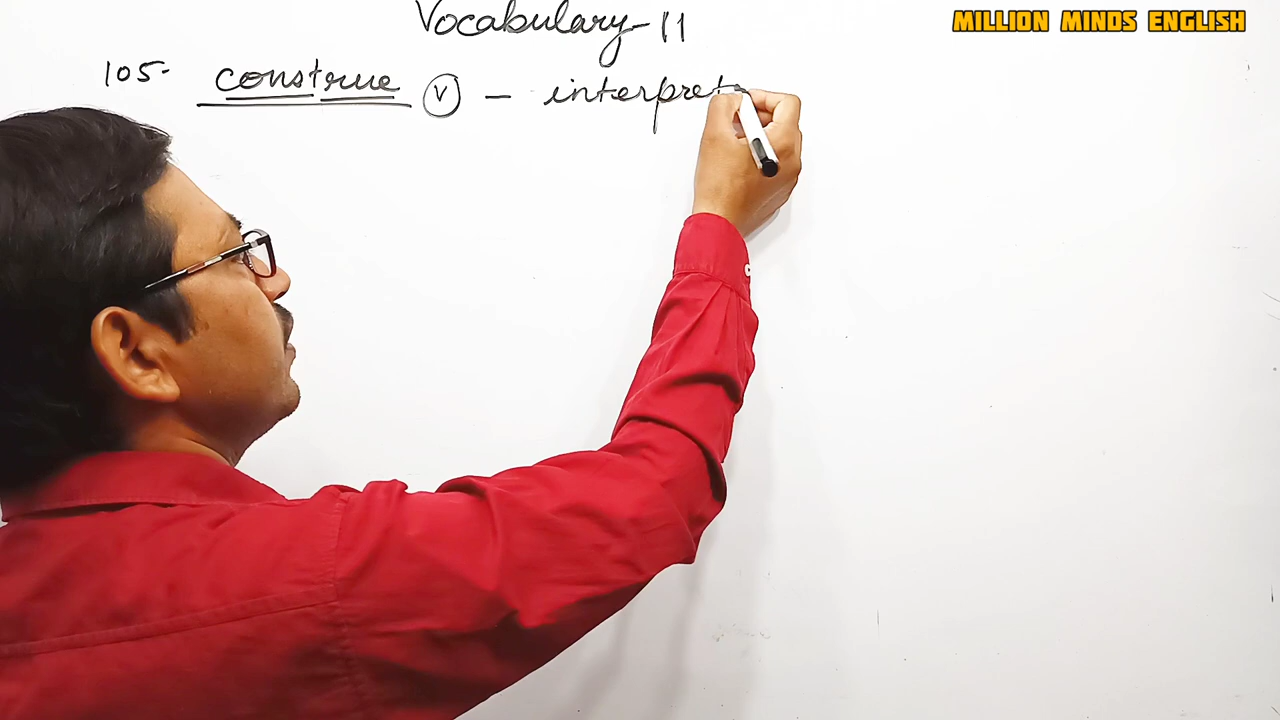 Vocabulary-11
MILLION MINDS ENGLISH
105. construe (v) - interpret